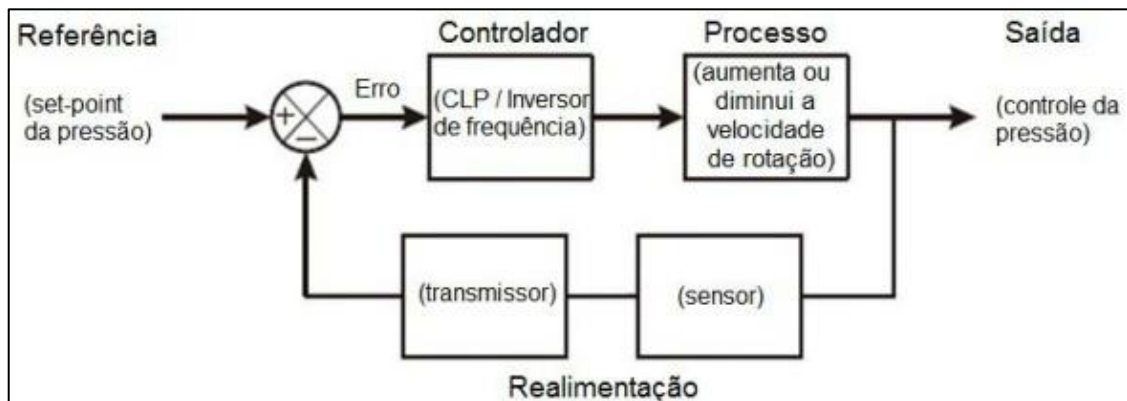 Referência
Controlador
Processo
Saída
(set-point
da pressão)
+
−
Erro
(CLP / Inversor
de frequência)
(aumenta ou
diminui a
velocidade
de rotação)
(controle da
pressão)
(transmissor)
(sensor)
Realimentação